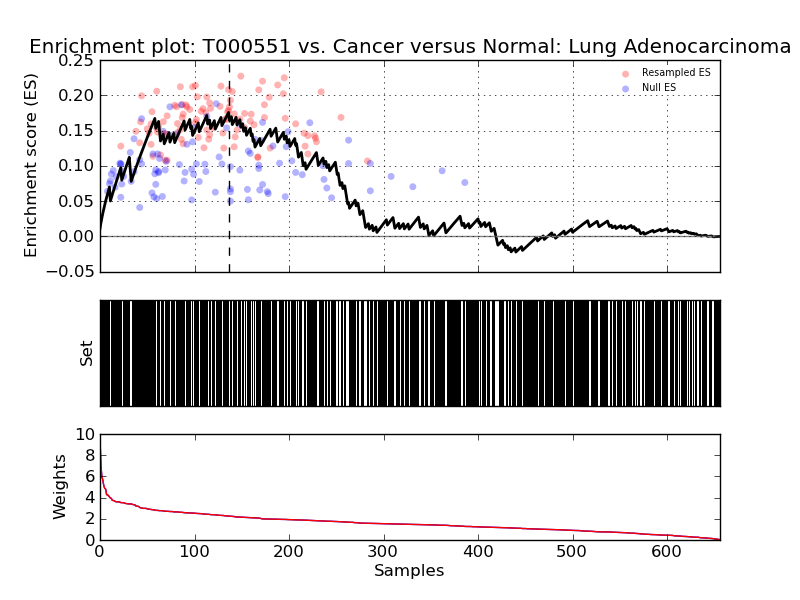 Enrichment plot: T000551 vs. Cancer versus Normal: Lung Adenocarcinoma
Enrichment score (ES)
0.25
0.20
0.15
0.10
0.05
0.00
−0.05
Resampled ES
Null ES
Set
Weights
10
8
6
4
2
0
0 100 200 300 400 500 600
Samples